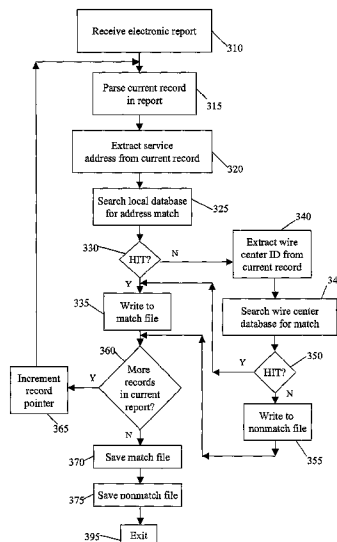 Receive electronic report
310
Parse current record
in report
315
Extract service
address from current record
320
Search local database
for address match
325
330
HIT?
N
Y
340
Extract wire
center ID from
current record
34
Search wire center
database for match
335
Write to
match file
350
HIT?
Y
N
360
More
records in
current report?
Y
N
Increment
record
pointer
365
Write to
nonmatch file
355
370
Save match file
375
Save nonmatch file
395
Exit